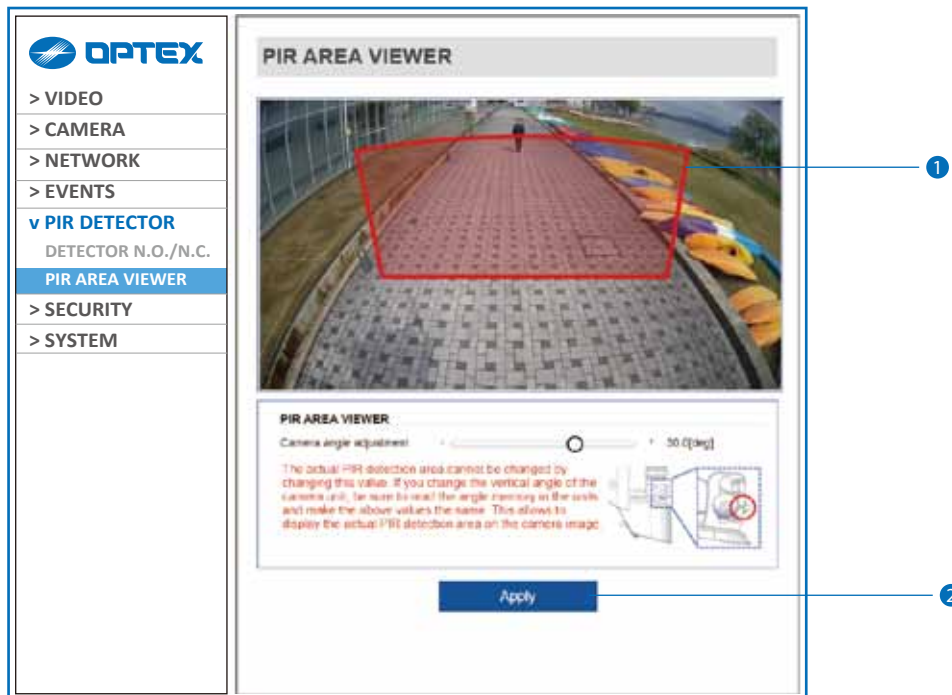 OPTEX
> VIDEO
> CAMERA
> NETWORK
> EVENTS
v PIR DETECTOR
DETECTOR N.O./N.C.
PIR AREA VIEWER
> SECURITY
> SYSTEM
PIR AREA VIEWER
1
PIR AREA VIEWER
Camera angle adjustment - + 30.0[deg]
The actual PIR detection area cannot be changed by
changing this value. If you change the vertical angle of the
camera unit, be sure to read the angle memory in the units
and make the above values the same. This allows to
display the actual PIR detection area on the camera image
Apply
2